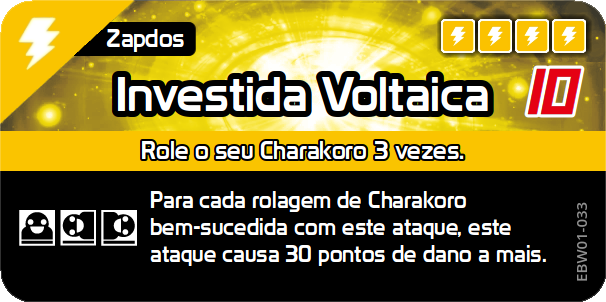 Zapdos
Investida Voltaica 10
Role o seu Charakoro 3 vezes.
Para cada rolagem de Charakoro
bem-sucedida com este ataque, este
ataque causa 30 pontos de dano a mais.
EBW01-033